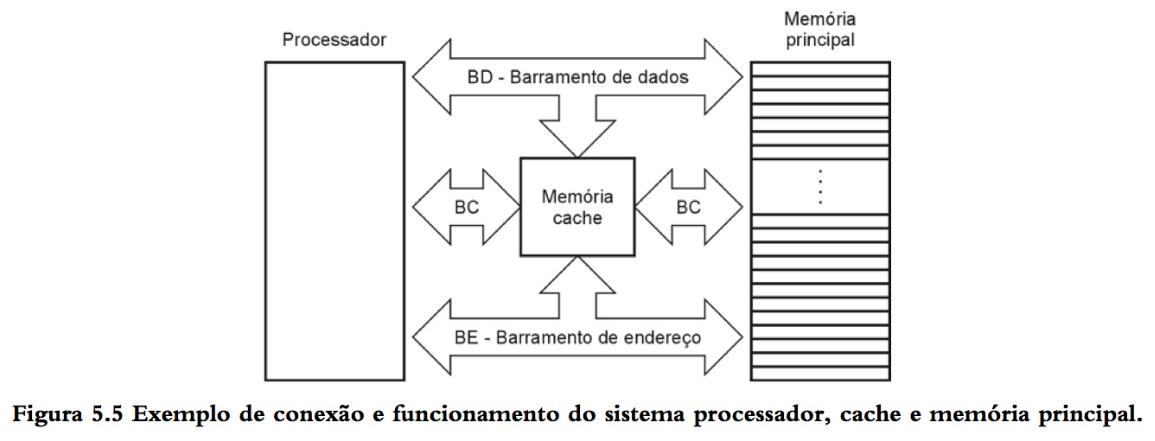 Processador
Memória
principal
BD - Barramento de dados
BC
Memória
cache
BC
BE - Barramento de endereço
Figura 5.5 Exemplo de conexão e funcionamento do sistema processador, cache e memória principal.